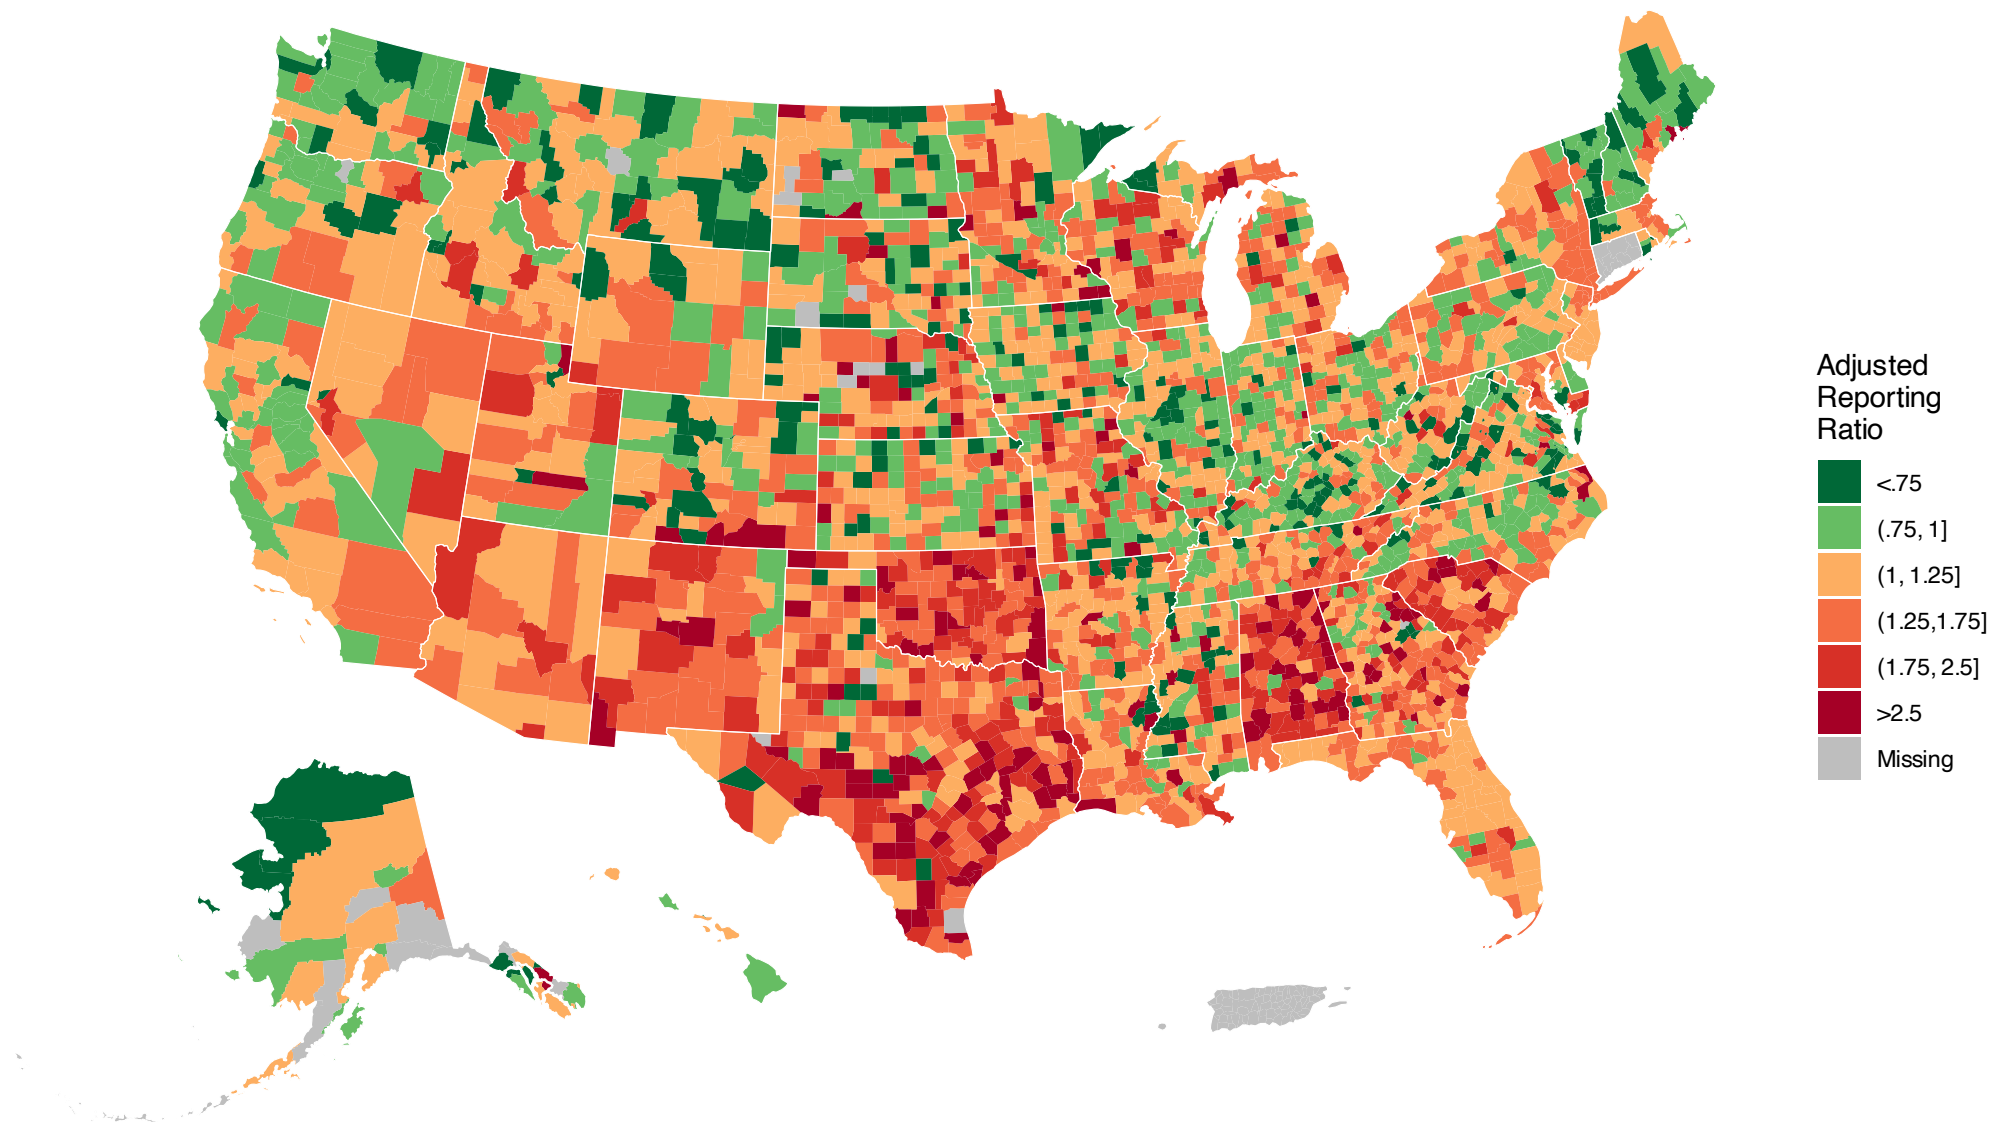 Adjusted
Reporting
Ratio
<.75
(.75, 1]
(1, 1.25]
(1.25,1.75]
(1.75, 2.5]
>2.5
Missing